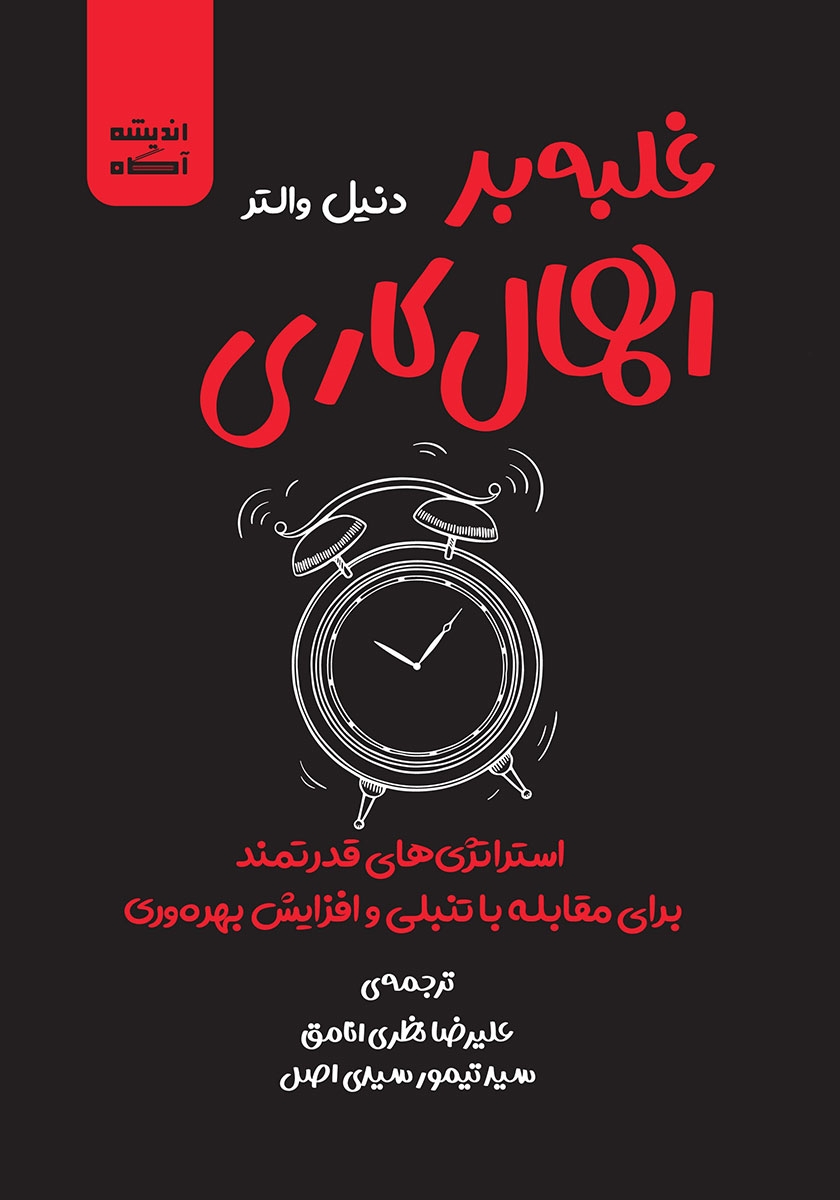 اندیشه
آگاه
غلبه بر
دنیل والتر
اهمال کاری
استراتژی‌های قدرتمند
برای مقابله با تنبلی و افزایش بهره‌وری
ترجمه‌ی
علیرضا نظری انامق
سید تیمور سیدی اصل